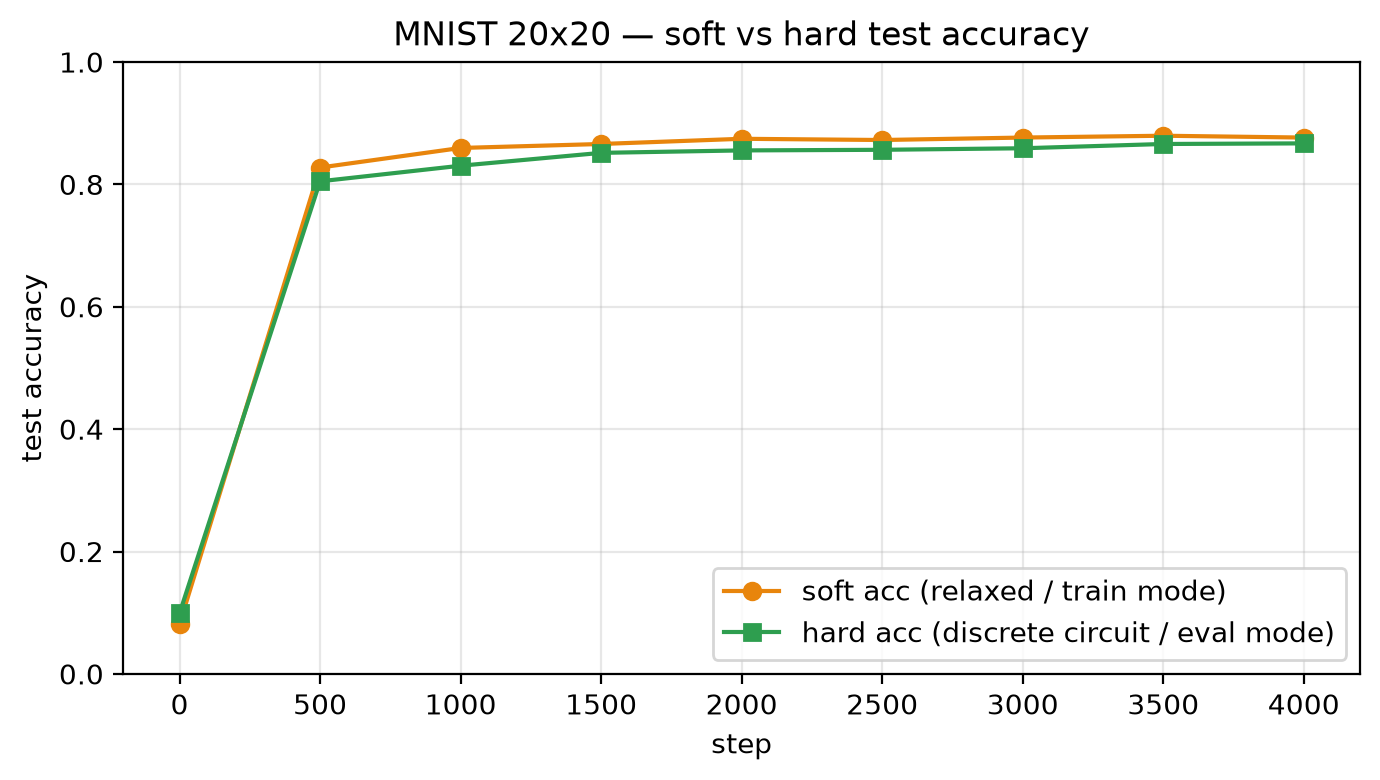 MNIST 20x20 — soft vs hard test accuracy
1.0
0.8
0.6
0.4
0.2
0.0
test accuracy
soft acc (relaxed / train mode)
hard acc (discrete circuit / eval mode)
0 500 1000 1500 2000 2500 3000 3500 4000
step